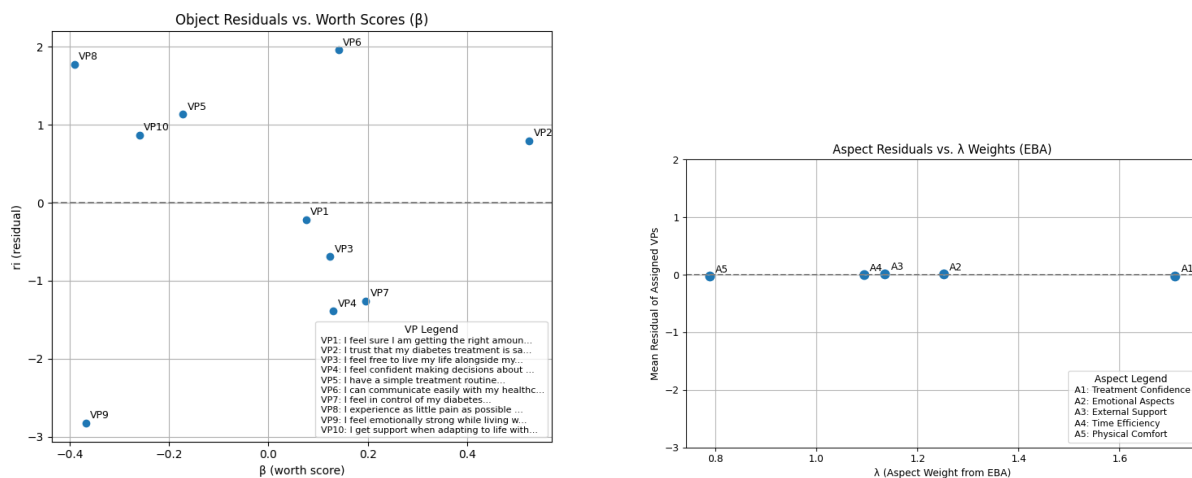 Object Residuals vs. Worth Scores (β)
ri (residual)
2
1
0
−1
−2
−3
VP8
VP6
VP5
VP10
VP2
VP1
VP3
VP7
VP4
VP9
VP Legend
VP1: I feel sure I am getting the right amoun...
VP2: I trust that my diabetes treatment is sa...
VP3: I feel free to live my life alongside my...
VP4: I feel confident making decisions about ...
VP5: I have a simple treatment routine...
VP6: I can communicate easily with my healthc...
VP7: I feel in control of my diabetes...
VP8: I experience as little pain as possible ...
VP9: I feel emotionally strong while living w...
VP10: I get support when adapting to life with...
−0.4
−0.2
0.0
0.2
0.4
β (worth score)
Aspect Residuals vs. λ Weights (EBA)
Mean Residual of Assigned VPs
2
1
0
−1
−2
−3
A5
A4
A3
A2
A1
Aspect Legend
A1: Treatment Confidence
A2: Emotional Aspects
A3: External Support
A4: Time Efficiency
A5: Physical Comfort
0.8
1.0
1.2
1.4
1.6
λ (Aspect Weight from EBA)